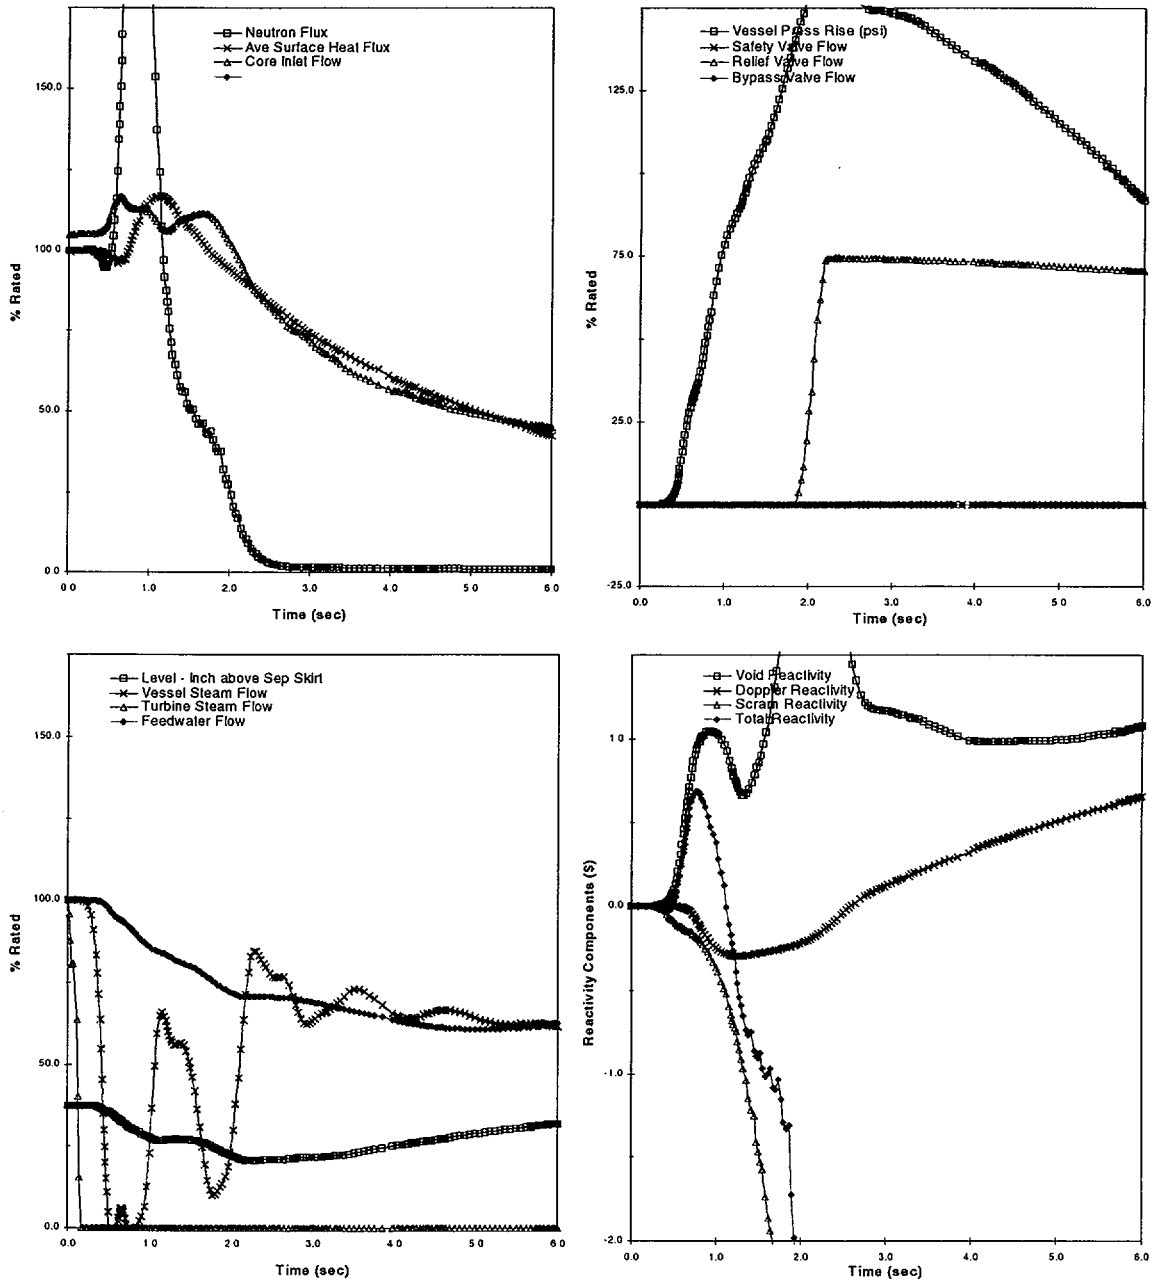 Neutron Flux
Ave Surface Heat Flux
Core Inlet Flow
150.0
100.0
50.0
0.0
% Rated
0.0 1.0 2.0 3.0 4.0 5.0 6.0
Time (sec)
Vessel Press Rise (psi)
Safety Valve Flow
Relief Valve Flow
Bypass Valve Flow
125.0
75.0
25.0
-25.0
% Rated
0.0 1.0 2.0 3.0 4.0 5.0 6.0
Time (sec)
Level - Inch above Sep Skirt
Vessel Steam Flow
Turbine Steam Flow
Feedwater Flow
150.0
100.0
50.0
0.0
% Rated
0.0 1.0 2.0 3.0 4.0 5.0 6.0
Time (sec)
Void Reactivity
Doppler Reactivity
Scram Reactivity
Total Reactivity
1.0
0.0
-1.0
-2.0
Reactivity Components ($)
0.0 1.0 2.0 3.0 4.0 5.0 6.0
Time (sec)